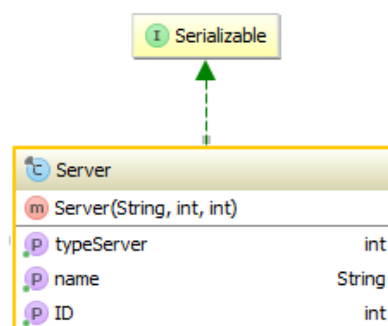 I Serializable
C Server
m Server(String, int, int)
P typeServer int
P name String
P ID int